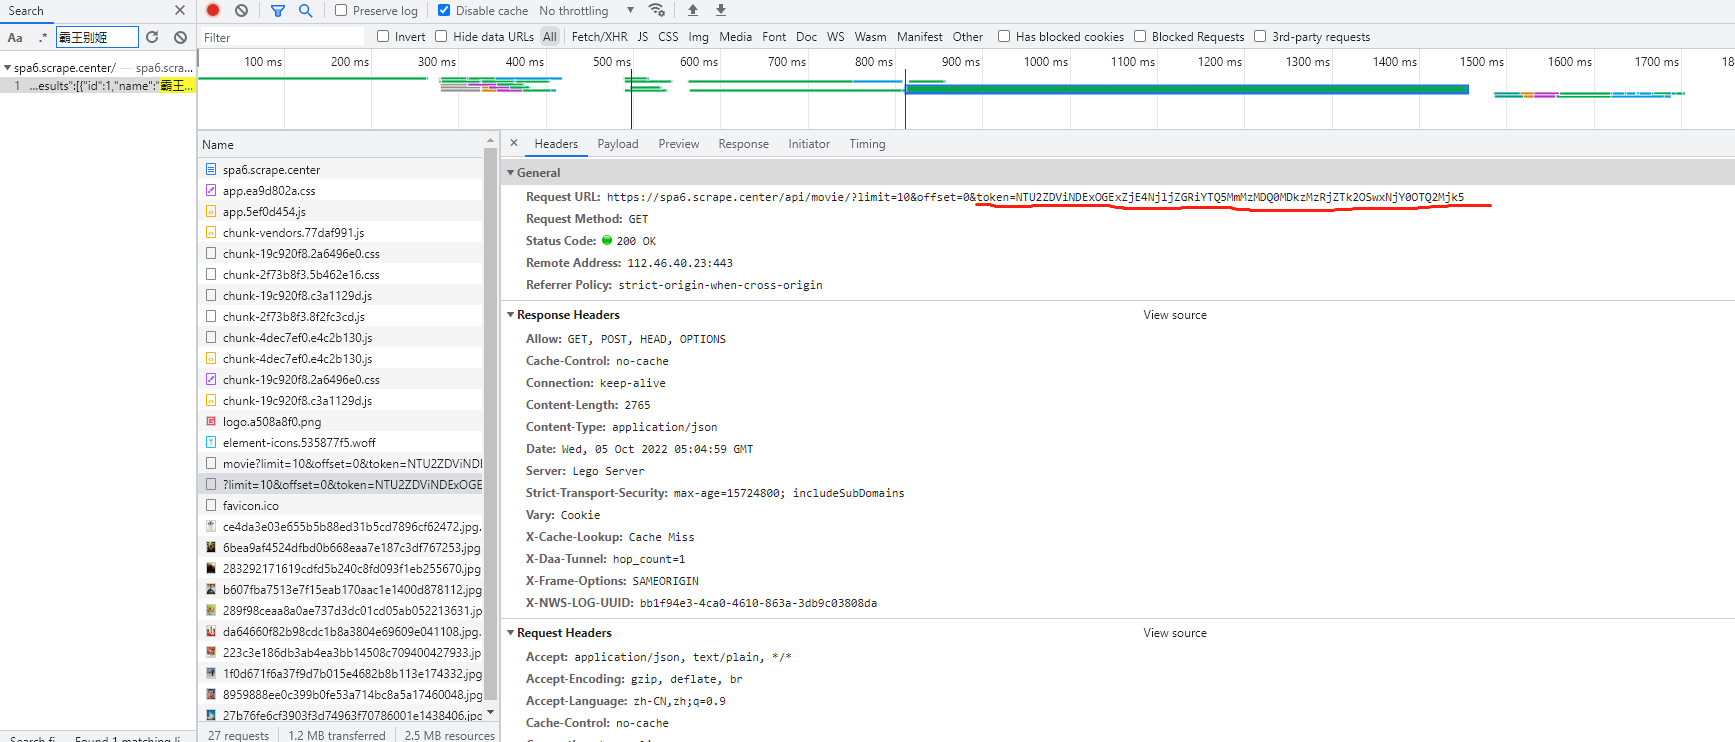 Search
Preserve log
Disable cache
No throttling
Aa
.*
霸王别姬
Filter
Invert
Hide data URLs
All
Fetch/XHR
JS
CSS
Img
Media
Font
Doc
WS
Wasm
Manifest
Other
Has blocked cookies
Blocked Requests
3rd-party requests
spa6.scrape.center/ — spa6.scra...
1 ...esults":[{"id":1,"name":"霸王...
100 ms
200 ms
300 ms
400 ms
500 ms
600 ms
700 ms
800 ms
900 ms
1000 ms
1100 ms
1200 ms
1300 ms
1400 ms
1500 ms
1600 ms
1700 ms
18
Name
spa6.scrape.center
app.ea9d802a.css
app.5ef0d454.js
chunk-vendors.77daf991.js
chunk-19c920f8.2a6496e0.css
chunk-2f73b8f3.5b462e16.css
chunk-19c920f8.c3a1129d.js
chunk-2f73b8f3.8f2fc3cd.js
chunk-4dec7ef0.e4c2b130.js
chunk-4dec7ef0.e4c2b130.js
chunk-19c920f8.2a6496e0.css
chunk-19c920f8.c3a1129d.js
logo.a508a8f0.png
element-icons.535877f5.woff
movie?limit=10&offset=0&token=NTU2ZDViNDE
?limit=10&offset=0&token=NTU2ZDViNDExOGE
favicon.ico
ce4da3e03e655b5b88ed31b5cd7896cf62472.jpg.
6bea9af4524dfbd0b668eaa7e187c3df767253.jpg
283292171619cdfd5b240c8fd093f1eb255670.jpg
b607fba7513e7f15eab170aac1e1400d878112.jpg
289f98ceaa8a0ae737d3dc01cd05ab052213631.jp
da64660f82b98cdc1b8a3804e69609e041108.jpg.
223c3e186db3ab4ea3bb14508c709400427933.jp
1f0d671f6a37f9d7b015e4682b8b113e174332.jpg
8959888ee0c399b0fe53a714bc8a5a17460048.jpg
27b76fe6cf3903f3d74963f70786001e1438406.jp
27 requests
1.2 MB transferred
2.5 MB resources
Headers
Payload
Preview
Response
Initiator
Timing
General
Request URL: https://spa6.scrape.center/api/movie/?limit=10&offset=0&token=NTU2ZDViNDExOGExZjE4NjljZGRiYTQ5MmMzMDQ0MDkzMzRjZTk2OSwxNjY0OTQ2Mjk5
Request Method: GET
Status Code: 200 OK
Remote Address: 112.46.40.23:443
Referrer Policy: strict-origin-when-cross-origin
Response Headers
View source
Allow: GET, POST, HEAD, OPTIONS
Cache-Control: no-cache
Connection: keep-alive
Content-Length: 2765
Content-Type: application/json
Date: Wed, 05 Oct 2022 05:04:59 GMT
Server: Lego Server
Strict-Transport-Security: max-age=15724800; includeSubDomains
Vary: Cookie
X-Cache-Lookup: Cache Miss
X-Daa-Tunnel: hop_count=1
X-Frame-Options: SAMEORIGIN
X-NWS-LOG-UUID: bb1f94e3-4ca0-4610-863a-3db9c03808da
Request Headers
View source
Accept: application/json, text/plain, */*
Accept-Encoding: gzip, deflate, br
Accept-Language: zh-CN,zh;q=0.9
Cache-Control: no-cache